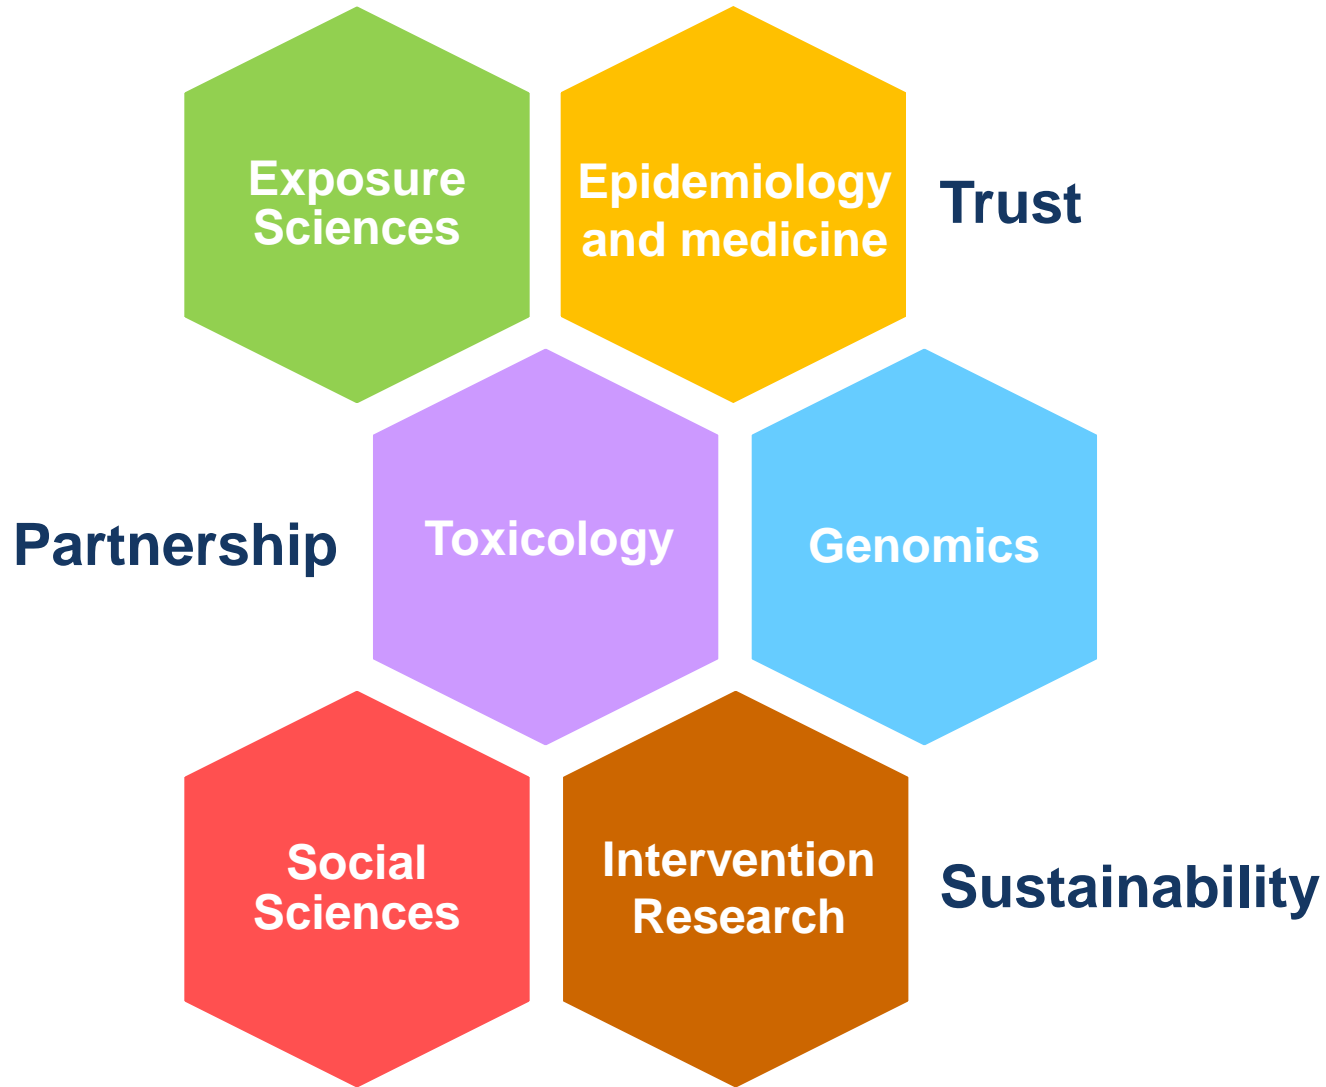 Exposure
Sciences
Epidemiology
and medicine
Trust
Partnership
Toxicology
Genomics
Social
Sciences
Intervention
Research
Sustainability